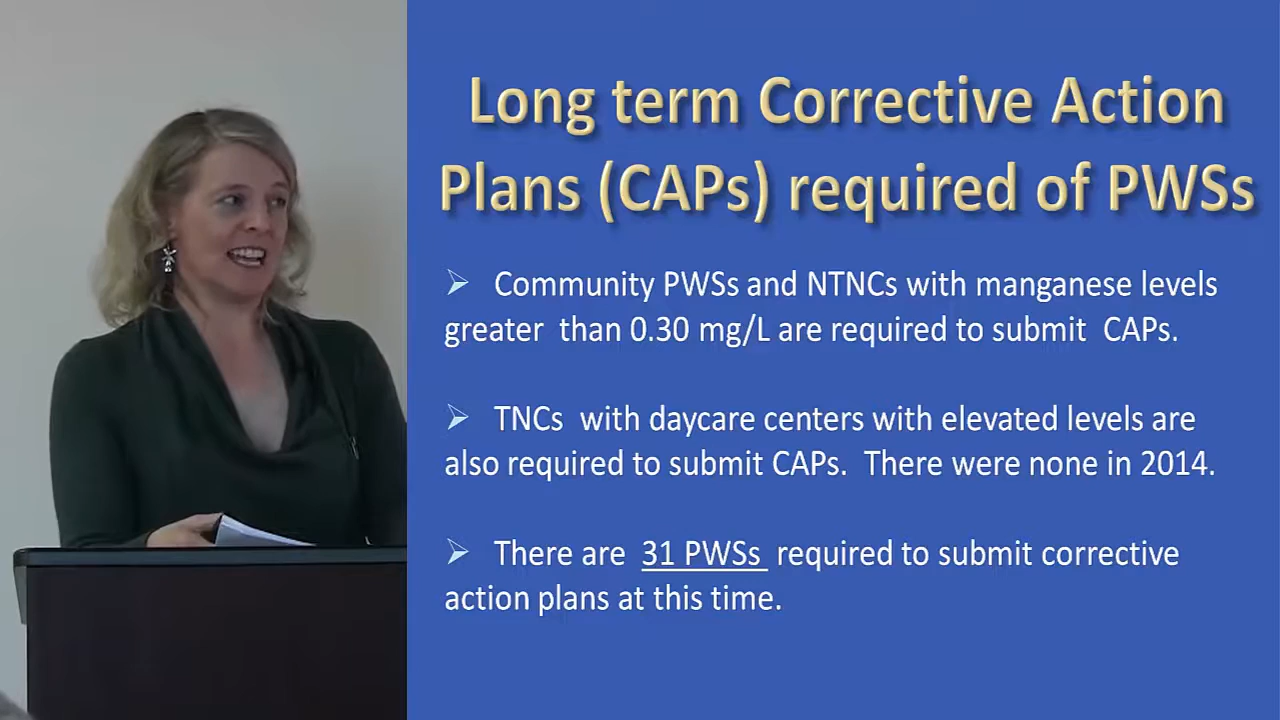 Long term Corrective Action
Plans (CAPs) required of PWSs
➢ Community PWSs and NTNCs with manganese levels
greater than 0.30 mg/L are required to submit CAPs.
➢ TNCs with daycare centers with elevated levels are
also required to submit CAPs. There were none in 2014.
➢ There are 31 PWSs required to submit corrective
action plans at this time.